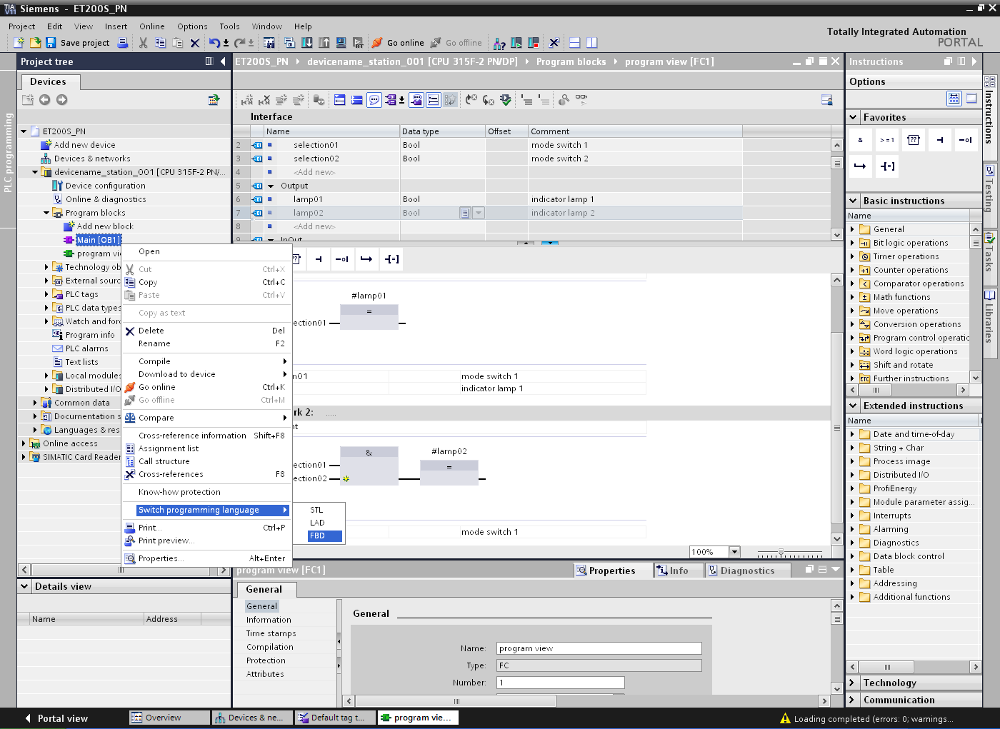 TIA
V11
Siemens - ET200S_PN
Project Edit View Insert Online Options Tools Window Help
Totally Integrated Automation
PORTAL
Save project
Go online
Go offline
Project tree
ET200S_PN › devicename_station_001 [CPU 315F-2 PN/DP] › Program blocks › program view [FC1]
Instructions
PLC programming
Devices
ET200S_PN
Add new device
Devices & networks
devicename_station_001 [CPU 315F-2 PN/...
Device configuration
Online & diagnostics
Program blocks
Add new block
Main [OB1]
program vi
Technology ob
External sourc
PLC tags
PLC data types
Watch and forc
Program info
PLC alarms
Text lists
Local modules
Distributed I/O
Common data
Documentation s
Languages & res
Online access
SIMATIC Card Reader
Open
Cut Ctrl+X
Copy Ctrl+C
Paste Ctrl+V
Copy as text
Delete Del
Rename F2
Compile
Download to device
Go online Ctrl+K
Go offline Ctrl+M
Compare
Cross-reference information Shift+F8
Assignment list
Call structure
Cross-references F8
Know-how protection
Switch programming language
Print... Ctrl+P
Print preview...
Properties... Alt+Enter
STL
LAD
FBD
Details view
Name Address
Interface
Name Data type Offset Comment
2 selection01 Bool mode switch 1
3 selection02 Bool mode switch 2
4 <Add new>
5 Output
6 lamp01 Bool indicator lamp 1
7 lamp02 Bool indicator lamp 2
8 <Add new>
9 InOut
??
-[=]
#lamp01
=
ection01
n01 mode switch 1
indicator lamp 1
rk 2: .....
nt
&
#lamp02
=
ection01
ection02
mode switch 1
100%
program view [FC1]
Properties Info Diagnostics
General
General
Information
Time stamps
Compilation
Protection
Attributes
General
Name: program view
Type: FC
Number: 1
Options
Favorites
& >=1 ?? -[=]
Basic instructions
Name
General
Bit logic operations
Timer operations
Counter operations
Comparator operations
Math functions
Move operations
Conversion operations
Program control operatic
Word logic operations
Shift and rotate
Further instructions
Extended instructions
Name
Date and time-of-day
String + Char
Process image
Distributed I/O
ProfiEnergy
Module parameter assig...
Interrupts
Alarming
Diagnostics
Data block control
Table
Addressing
Additional functions
Technology
Communication
Instructions
Testing
Tasks
Libraries
Portal view
Overview
Devices & ne...
Default tag t...
program vie...
Loading completed (errors: 0; warnings...